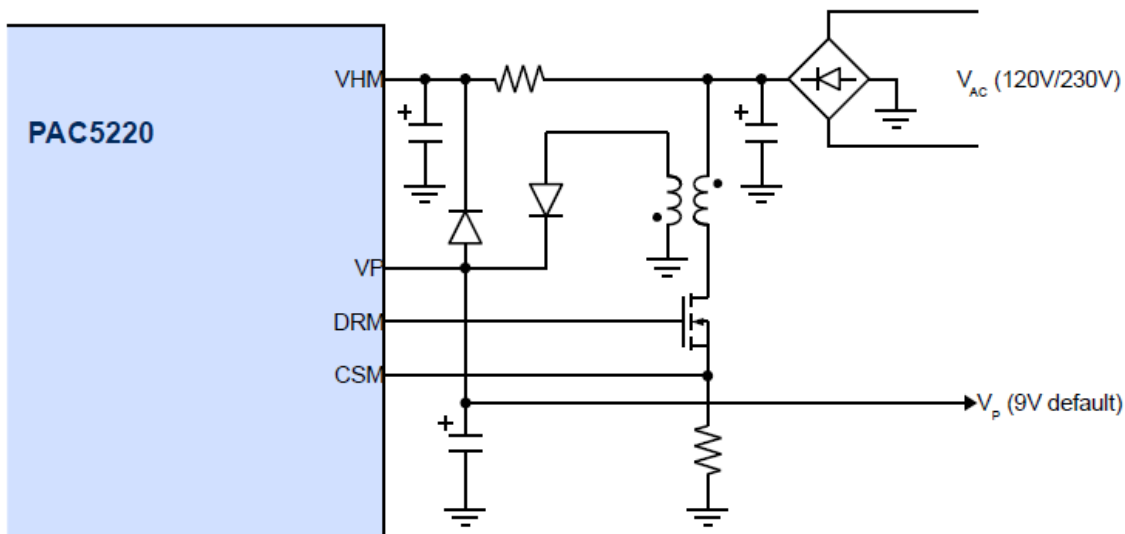 VHM
V_AC (120V/230V)
+
+
PAC5220
VP
DRM
CSM
V_P (9V default)
+